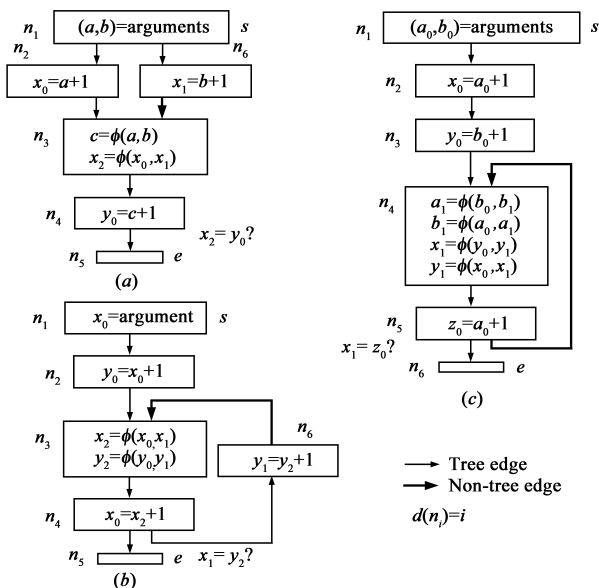 n₁ (a,b)=arguments s
n₂ n₆
x₀=a+1 x₁=b+1
n₃ c=ϕ(a,b)
x₂=ϕ(x₀,x₁)
n₄ y₀=c+1
x₂=y₀?
n₅ e
(a)
n₁ x₀=argument s
n₂ y₀=x₀+1
n₃ x₂=ϕ(x₀,x₁)
y₂=ϕ(y₀,y₁)
n₆
y₁=y₂+1
n₄ x₀=x₂+1
n₅ e x₁=y₂?
(b)
n₁ (a₀,b₀)=arguments s
n₂ x₀=a₀+1
n₃ y₀=b₀+1
n₄ a₁=ϕ(b₀,b₁)
b₁=ϕ(a₀,a₁)
x₁=ϕ(y₀,y₁)
y₁=ϕ(x₀,x₁)
n₅ z₀=a₀+1
x₁=z₀?
n₆ e
(c)
Tree edge
Non-tree edge
d(nᵢ)=i